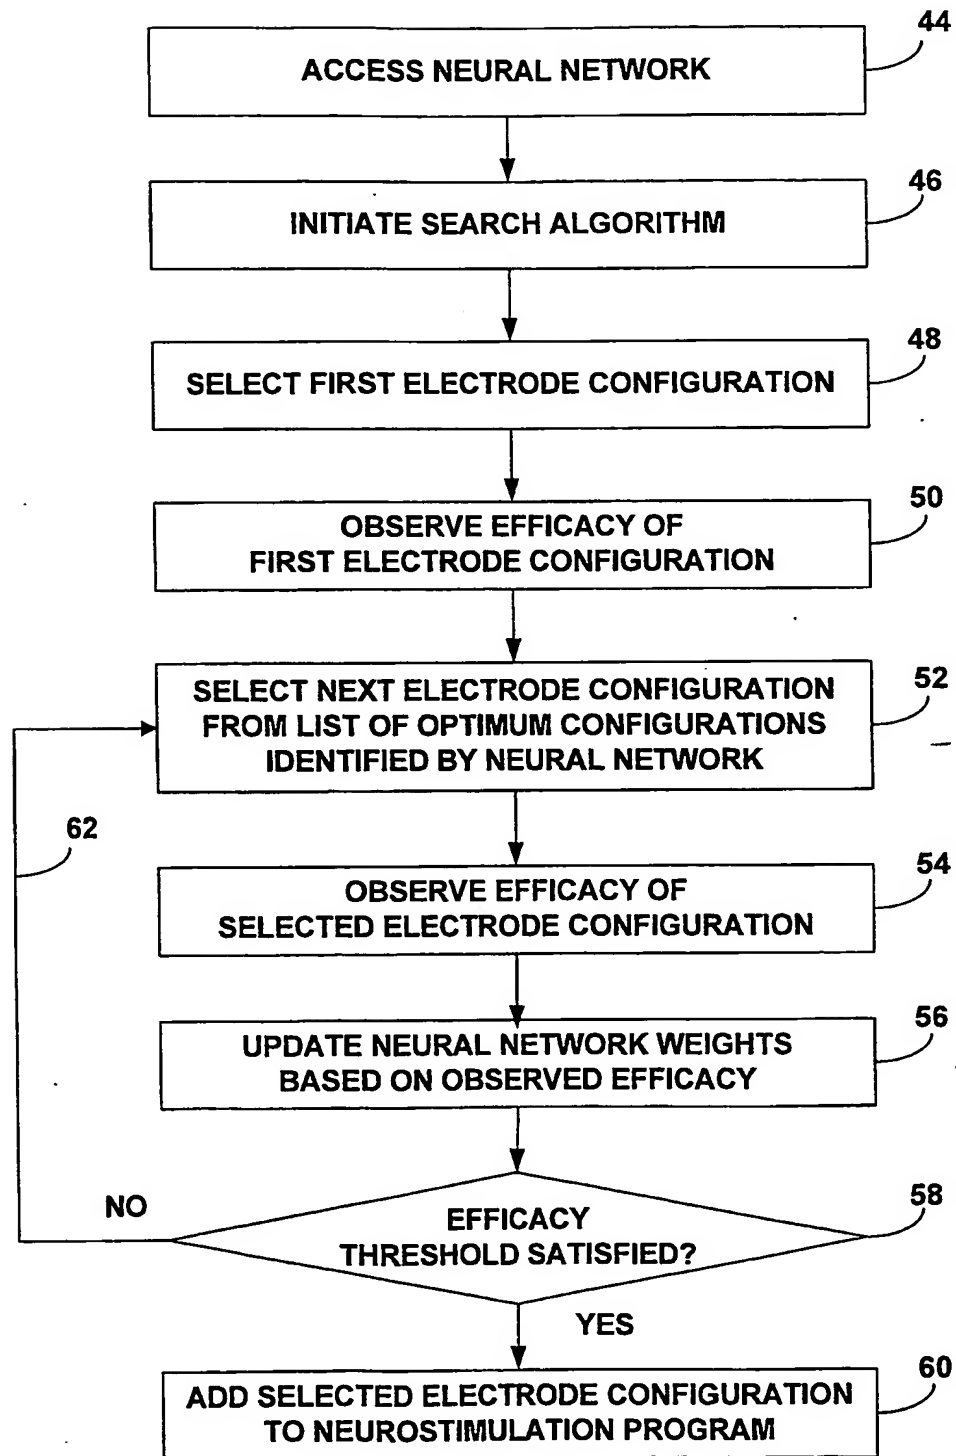 44
ACCESS NEURAL NETWORK
46
INITIATE SEARCH ALGORITHM
48
SELECT FIRST ELECTRODE CONFIGURATION
50
OBSERVE EFFICACY OF
FIRST ELECTRODE CONFIGURATION
52
SELECT NEXT ELECTRODE CONFIGURATION
FROM LIST OF OPTIMUM CONFIGURATIONS
IDENTIFIED BY NEURAL NETWORK
62
54
OBSERVE EFFICACY OF
SELECTED ELECTRODE CONFIGURATION
56
UPDATE NEURAL NETWORK WEIGHTS
BASED ON OBSERVED EFFICACY
58
NO
EFFICACY
THRESHOLD SATISFIED?
YES
60
ADD SELECTED ELECTRODE CONFIGURATION
TO NEUROSTIMULATION PROGRAM